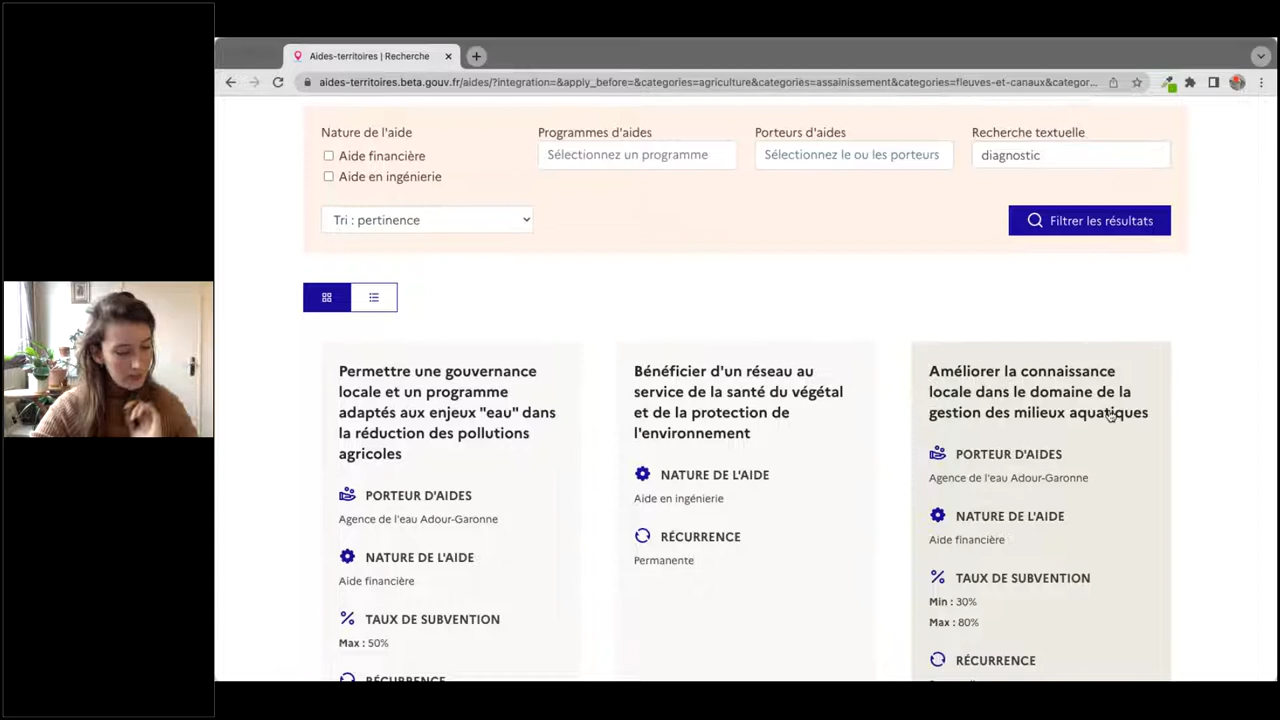 Aides-territoires | Recherche
aides-territoires.beta.gouv.fr/aides/?integration=&apply_before=&categories=agriculture&categories=assainissement&categories=fleuves-et-canaux&categor...
Nature de l'aide
Aide financière
Aide en ingénierie
Programmes d'aides
Sélectionnez un programme
Porteurs d'aides
Sélectionnez le ou les porteurs
Recherche textuelle
diagnostic
Tri : pertinence
Filtrer les résultats
Permettre une gouvernance
locale et un programme
adaptés aux enjeux "eau" dans
la réduction des pollutions
agricoles
PORTEUR D'AIDES
Agence de l'eau Adour-Garonne
NATURE DE L'AIDE
Aide financière
TAUX DE SUBVENTION
Max : 50%
RÉCURRENCE
Bénéficier d'un réseau au
service de la santé du végétal
et de la protection de
l'environnement
NATURE DE L'AIDE
Aide en ingénierie
RÉCURRENCE
Permanente
Améliorer la connaissance
locale dans le domaine de la
gestion des milieux aquatiques
PORTEUR D'AIDES
Agence de l'eau Adour-Garonne
NATURE DE L'AIDE
Aide financière
TAUX DE SUBVENTION
Min : 30%
Max : 80%
RÉCURRENCE